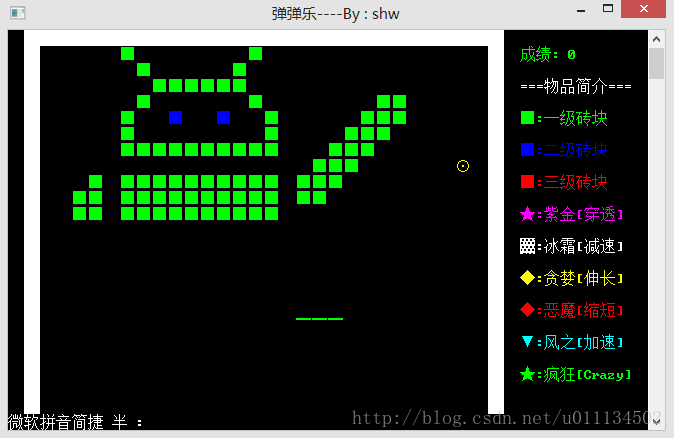 弹弹乐----By : shw
成绩: 0
===物品简介===
■:一级砖块
■:二级砖块
■:三级砖块
★:紫金[穿透]
▩:冰霜[减速]
◆:贪婪[伸长]
◆:恶魔[缩短]
▼:风之[加速]
★:疯狂[Crazy]
http://blog.csdn.net/u011134502
微软拼音简捷 半 :